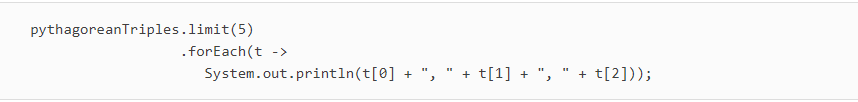 pythagoreanTriples.limit(5)
.forEach(t ->
System.out.println(t[0] + ", " + t[1] + ", " + t[2]));